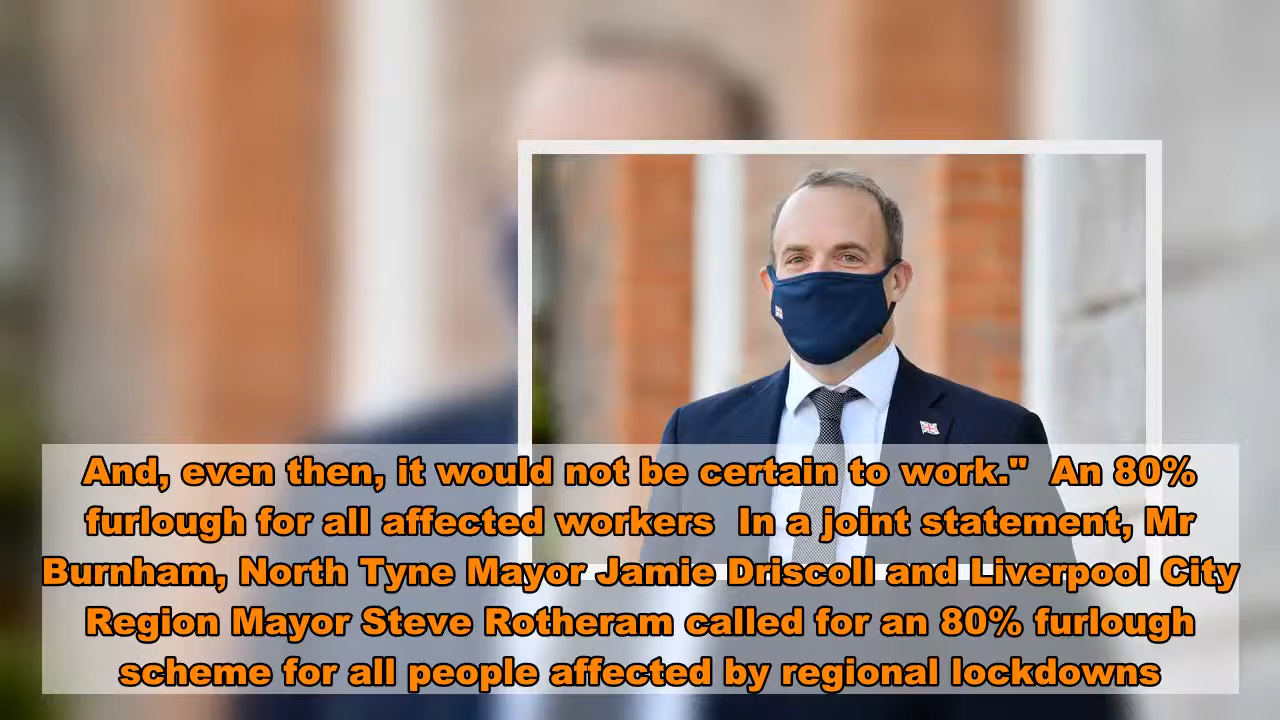 And, even then, it would not be certain to work."  An 80%
furlough for all affected workers  In a joint statement, Mr
Burnham, North Tyne Mayor Jamie Driscoll and Liverpool City
Region Mayor Steve Rotheram called for an 80% furlough
scheme for all people affected by regional lockdowns